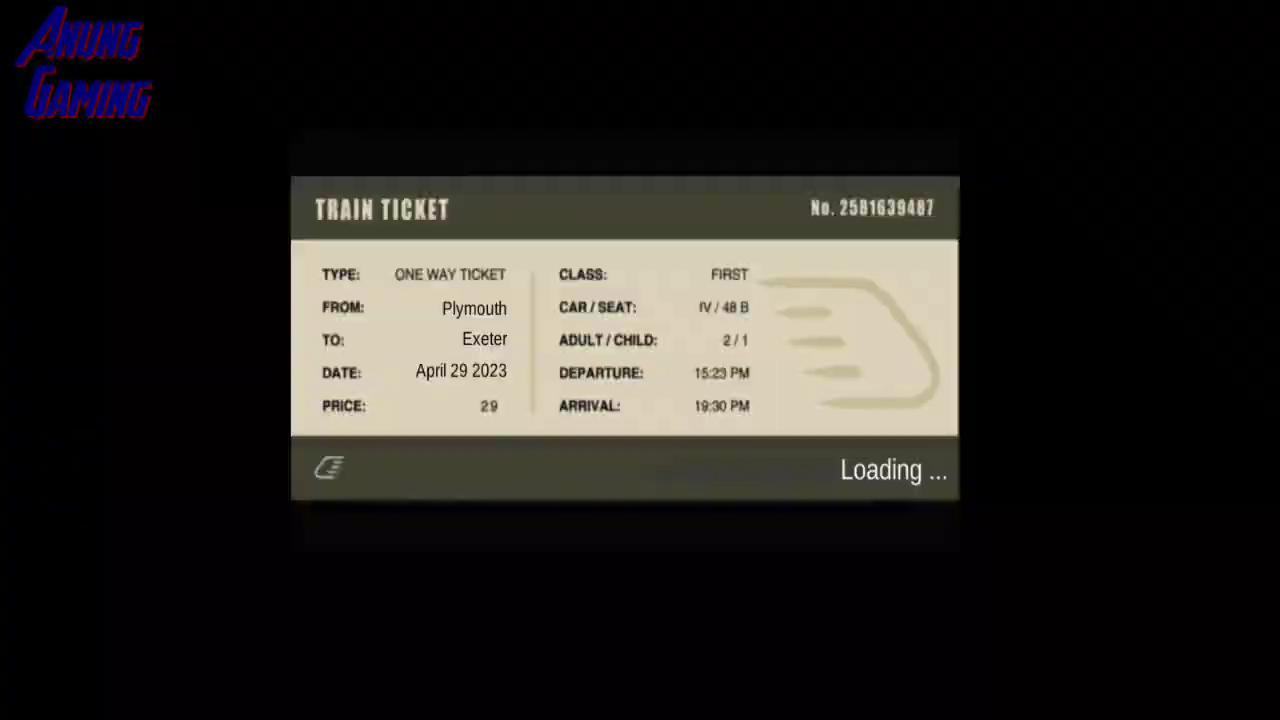 ANUNG
GAMING
TRAIN TICKET
No. 2581639487
TYPE: ONE WAY TICKET
FROM: Plymouth
TO: Exeter
DATE: April 29 2023
PRICE: 29
CLASS: FIRST
CAR / SEAT: IV / 48 B
ADULT / CHILD: 2 / 1
DEPARTURE: 15:23 PM
ARRIVAL: 19:30 PM
Loading ...